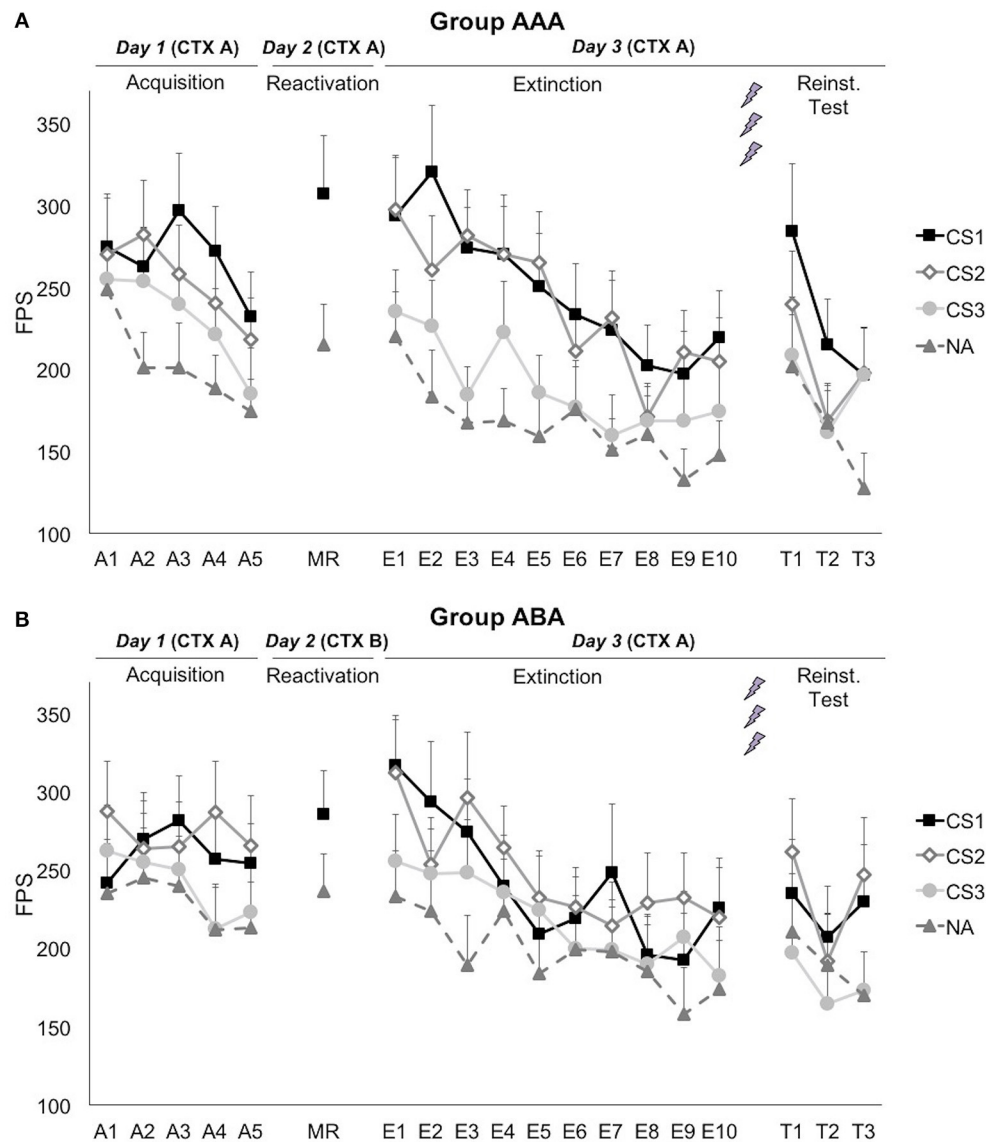 A
Group AAA
Day 1 (CTX A) Day 2 (CTX A) Day 3 (CTX A)
Acquisition Reactivation Extinction Reinst.
Test
350
300
250
200
150
100
FPS
CS1
CS2
CS3
NA
A1 A2 A3 A4 A5 MR E1 E2 E3 E4 E5 E6 E7 E8 E9 E10 T1 T2 T3
B
Group ABA
Day 1 (CTX A) Day 2 (CTX B) Day 3 (CTX A)
Acquisition Reactivation Extinction Reinst.
Test
350
300
250
200
150
100
FPS
CS1
CS2
CS3
NA
A1 A2 A3 A4 A5 MR E1 E2 E3 E4 E5 E6 E7 E8 E9 E10 T1 T2 T3